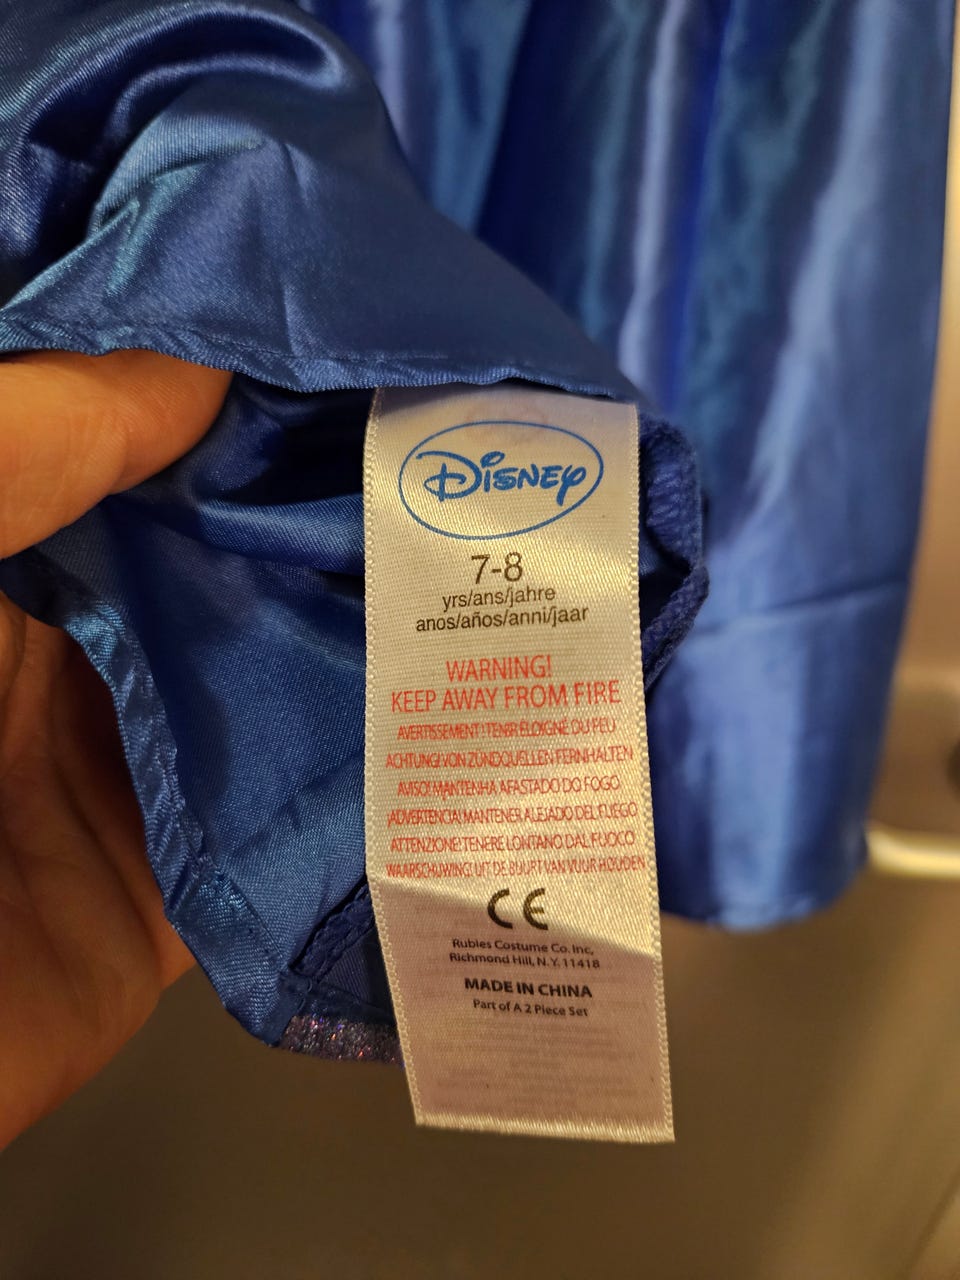 Disney
7-8
yrs/ans/jahre
anos/años/anni/jaar
WARNING!
KEEP AWAY FROM FIRE
AVERTISSEMENT! TENIR ÉLOIGNÉ DU FEU
ACHTUNG! VON ZÜNDQUELLEN FERNHALTEN
AVISO! MANTENHA AFASTADO DO FOGO
¡ADVERTENCIA! MANTENER ALEJADO DEL FUEGO
ATTENZIONE! TENERE LONTANO DAL FUOCO
WAARSCHUWING! UIT DE BUURT VAN VUUR HOUDEN
CE
Rubies Costume Co. Inc,
Richmond Hill, N.Y. 11418
MADE IN CHINA
Part of A 2 Piece Set